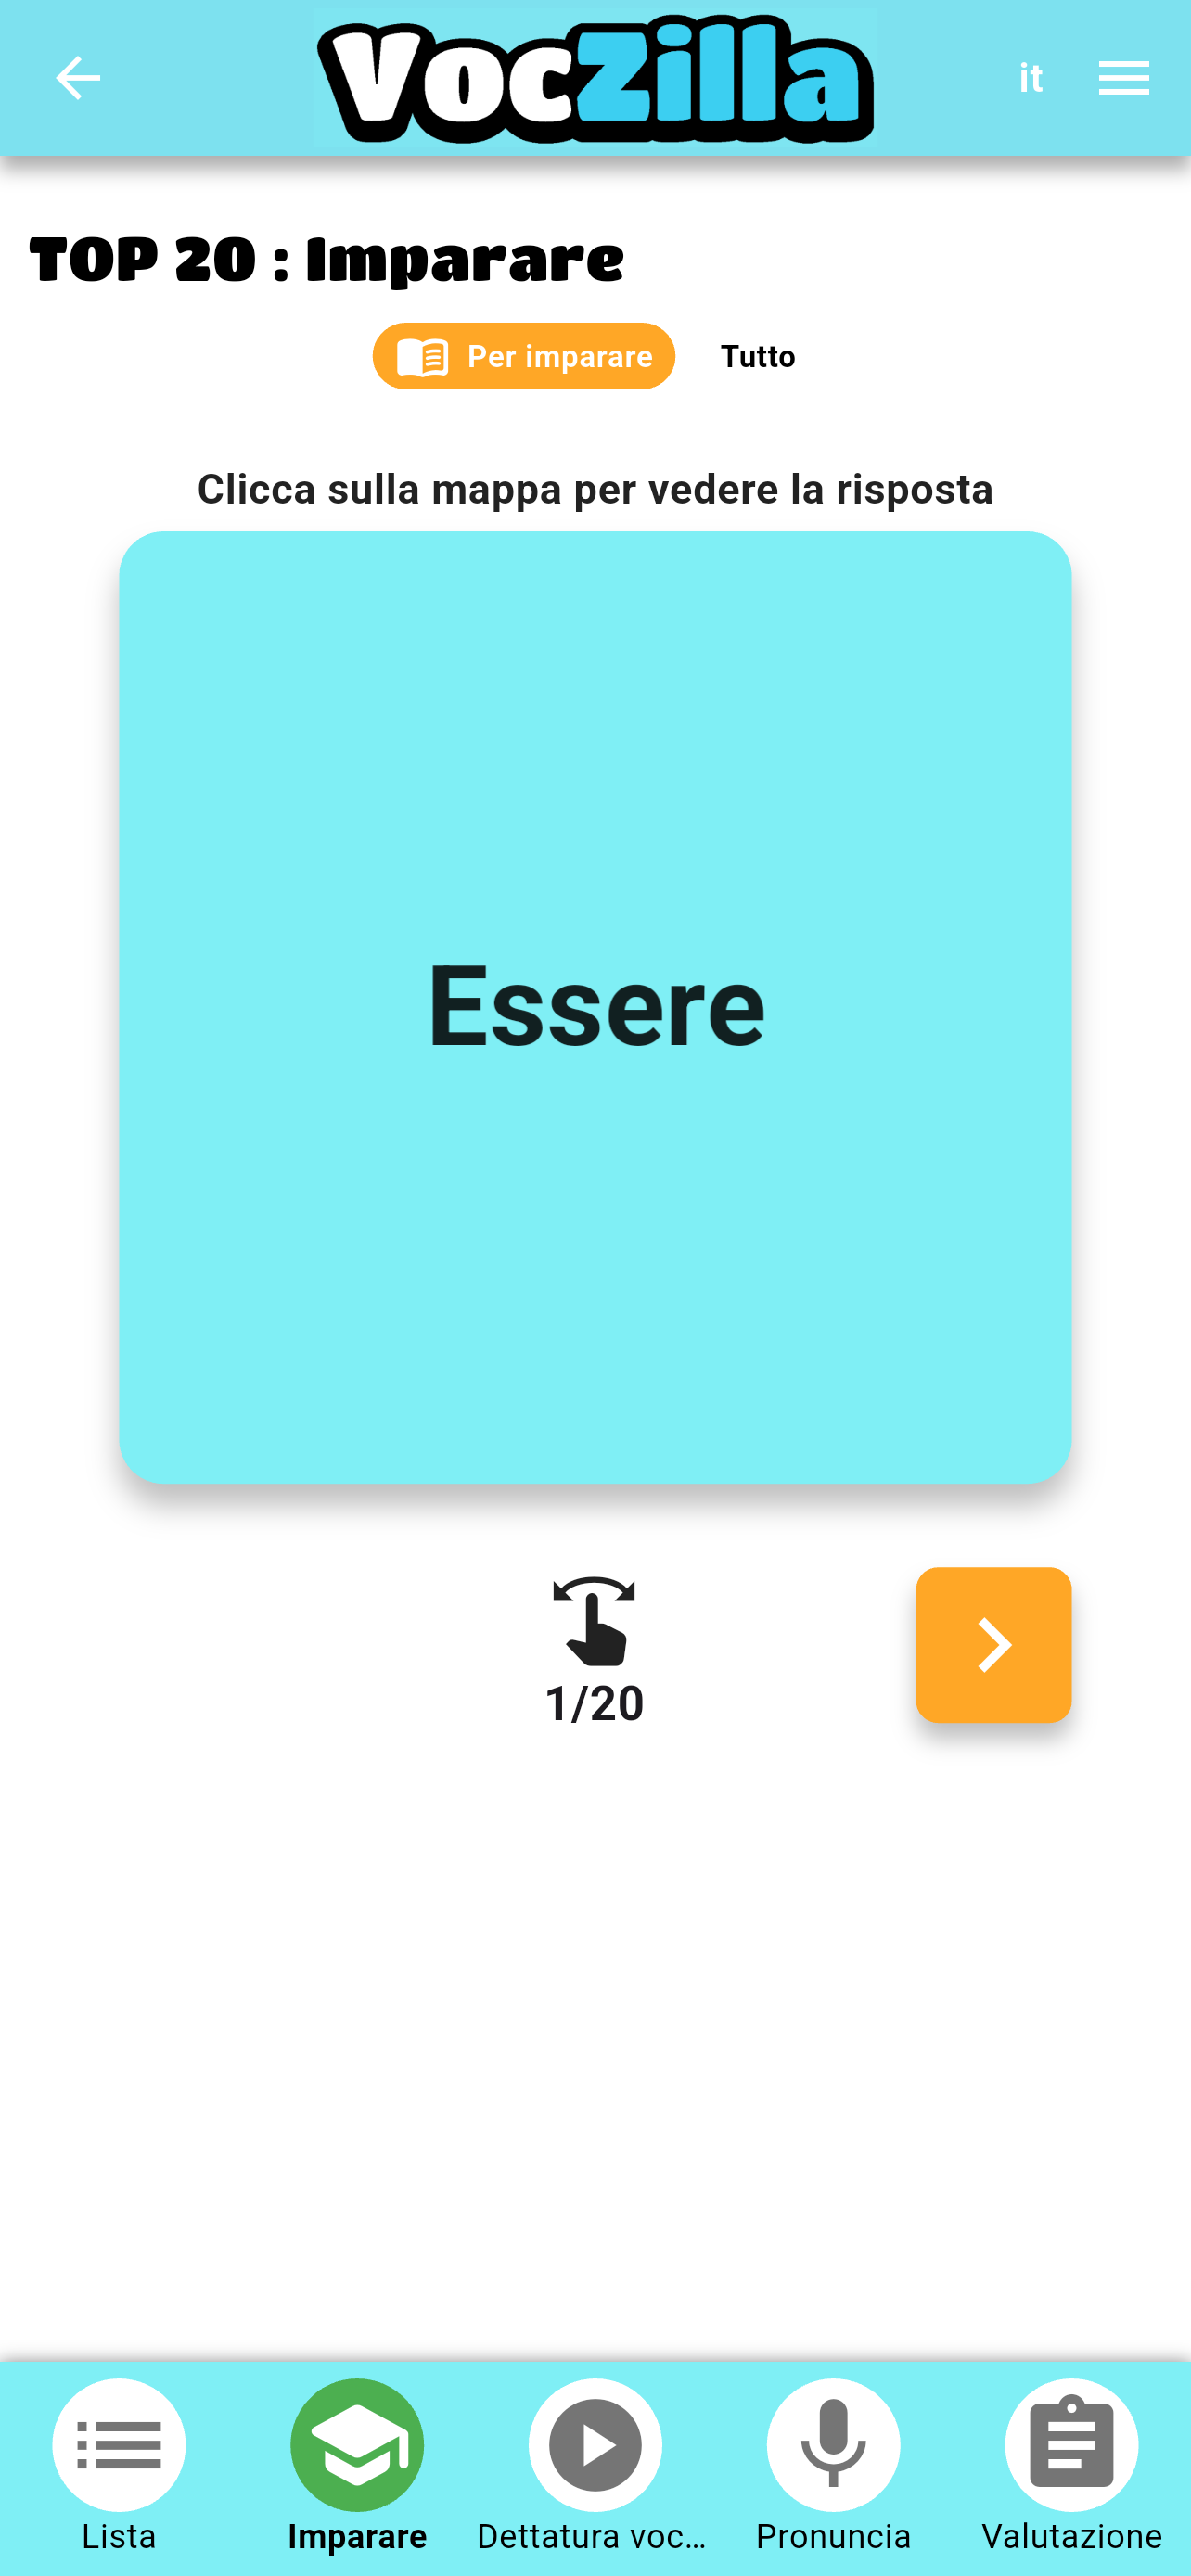 VocZilla
it
TOP 20 : Imparare
Per imparare
Tutto
Clicca sulla mappa per vedere la risposta
Essere
1/20
Lista
Imparare
Dettatura voc...
Pronuncia
Valutazione